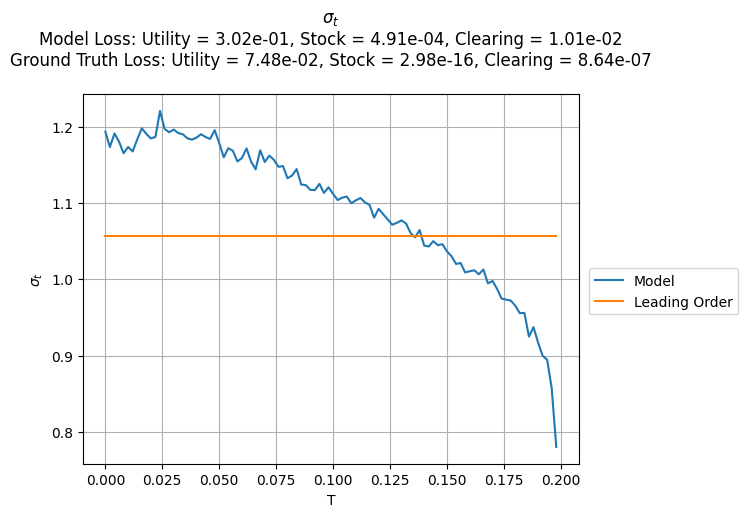 σ_t
Model Loss: Utility = 3.02e-01, Stock = 4.91e-04, Clearing = 1.01e-02
Ground Truth Loss: Utility = 7.48e-02, Stock = 2.98e-16, Clearing = 8.64e-07
1.2
1.1
1.0
0.9
0.8
σ_t
0.000 0.025 0.050 0.075 0.100 0.125 0.150 0.175 0.200
T
Model
Leading Order